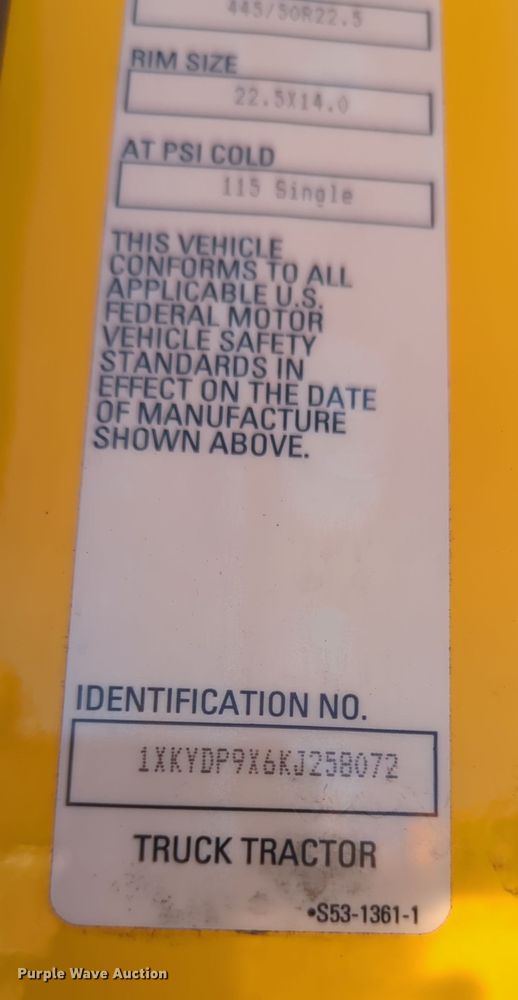 445/50R22.5
RIM SIZE
22.5X14.0
AT PSI COLD
115 Single
THIS VEHICLE
CONFORMS TO ALL
APPLICABLE U.S.
FEDERAL MOTOR
VEHICLE SAFETY
STANDARDS IN
EFFECT ON THE DATE
OF MANUFACTURE
SHOWN ABOVE.
IDENTIFICATION NO.
1XKYDP9X6KJ258072
TRUCK TRACTOR
•S53-1361-1
Purple Wave Auction